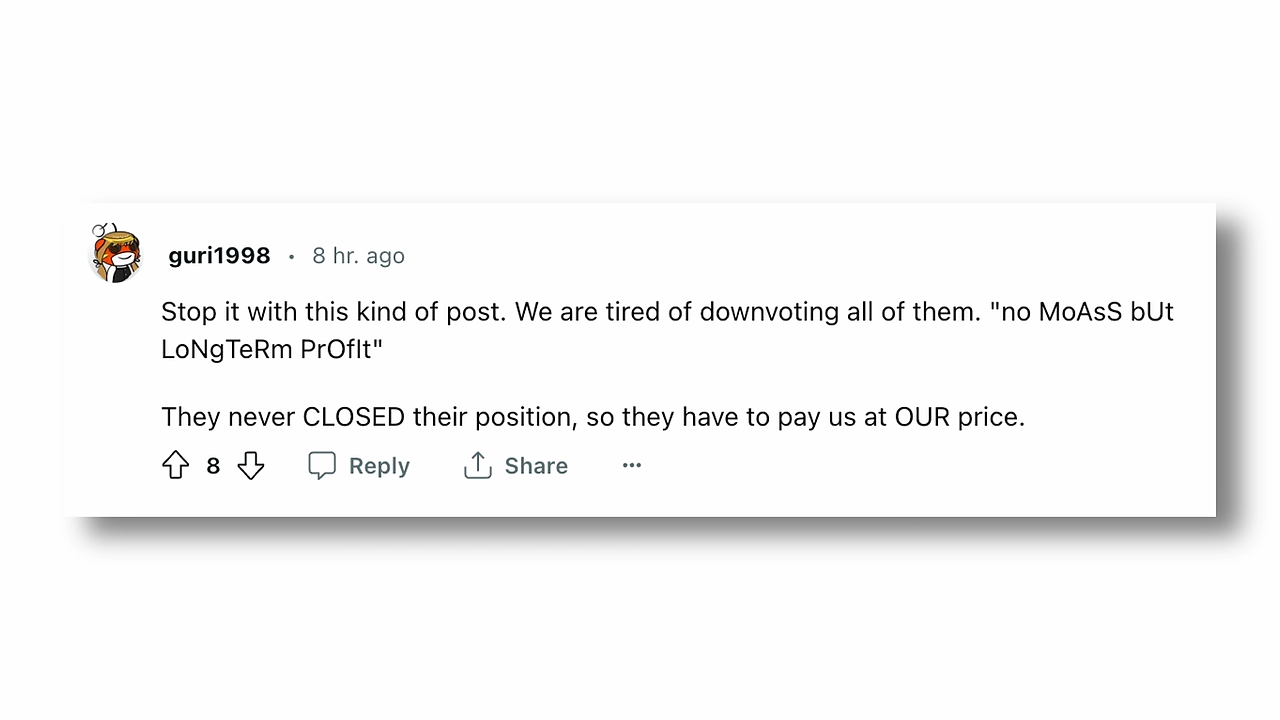 guri1998 • 8 hr. ago
Stop it with this kind of post. We are tired of downvoting all of them. "no MoAsS bUt
LoNgTeRm PrOfIt"
They never CLOSED their position, so they have to pay us at OUR price.
8 Reply Share ...